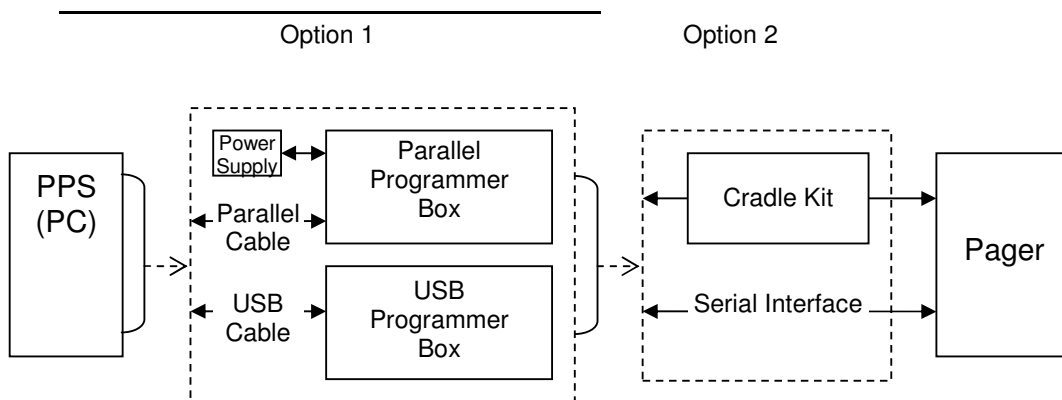 Option 1
Option 2
PPS
(PC)
Power
Supply
Parallel
Cable
Parallel
Programmer
Box
USB
Cable
USB
Programmer
Box
Cradle Kit
Serial Interface
Pager